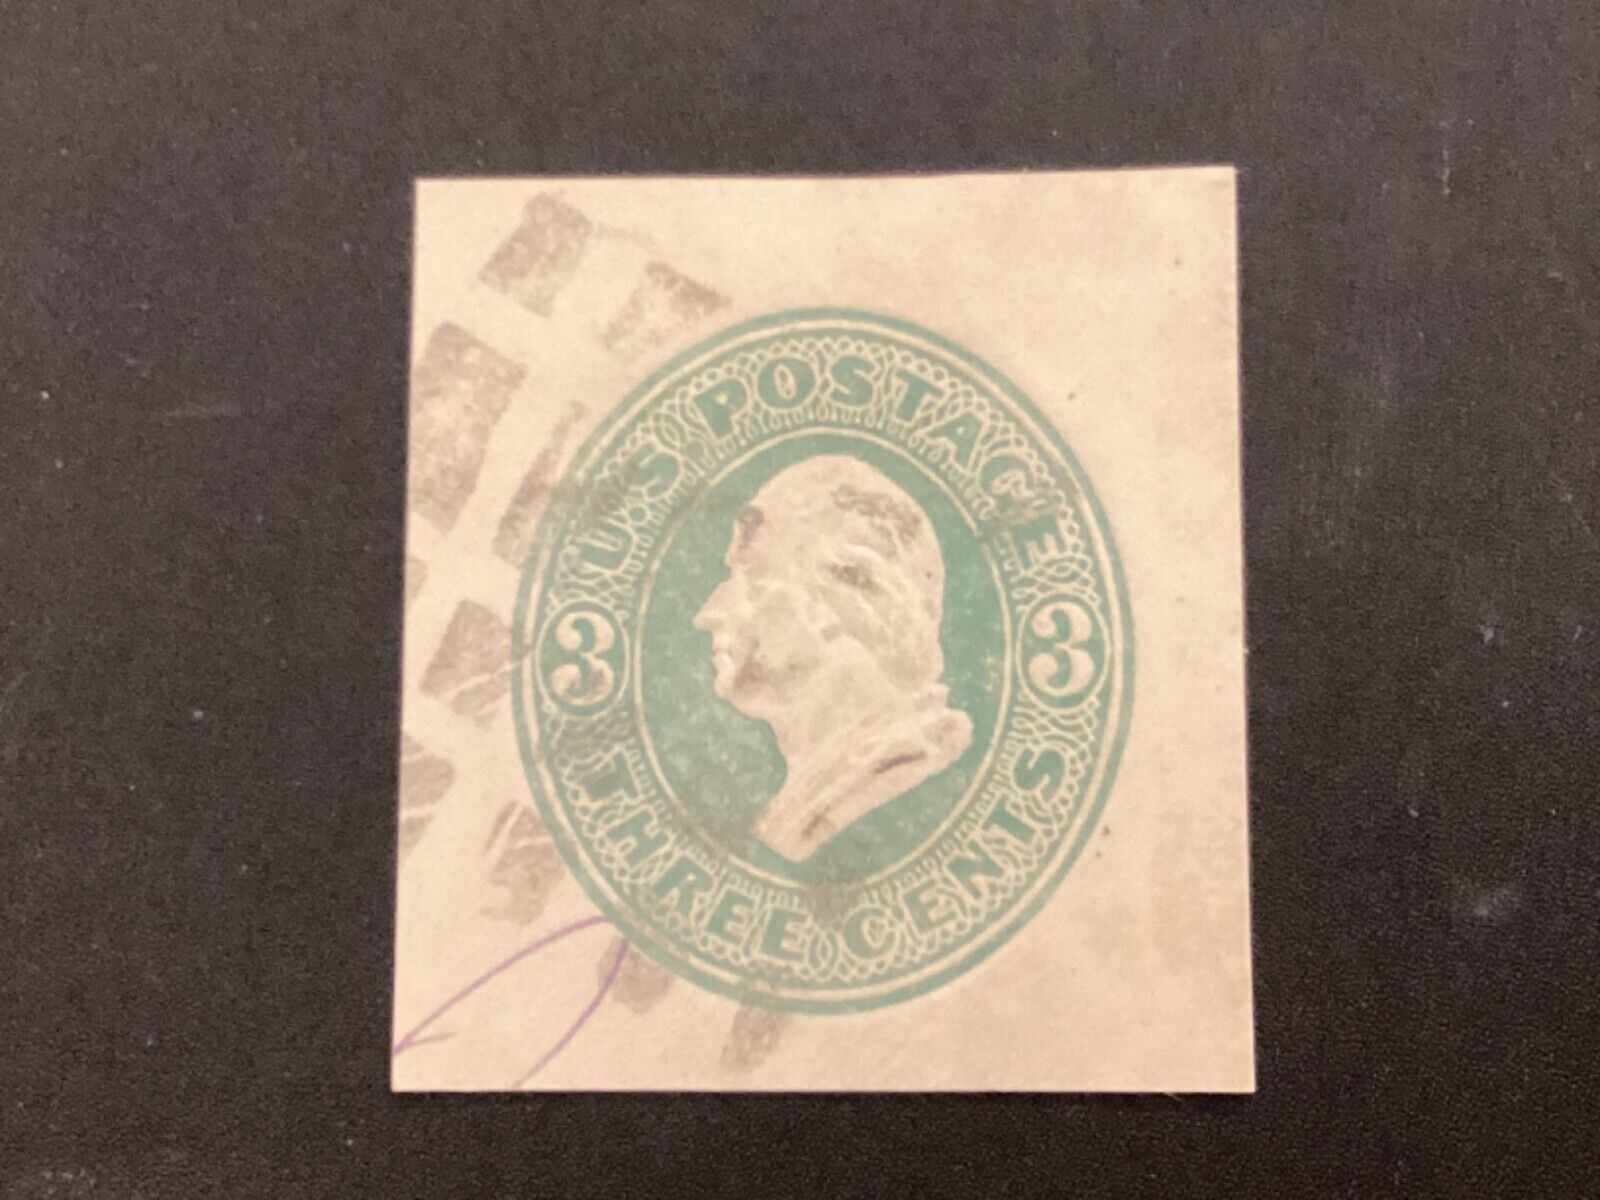 U.S POSTAGE
3 3
THREE CENTS